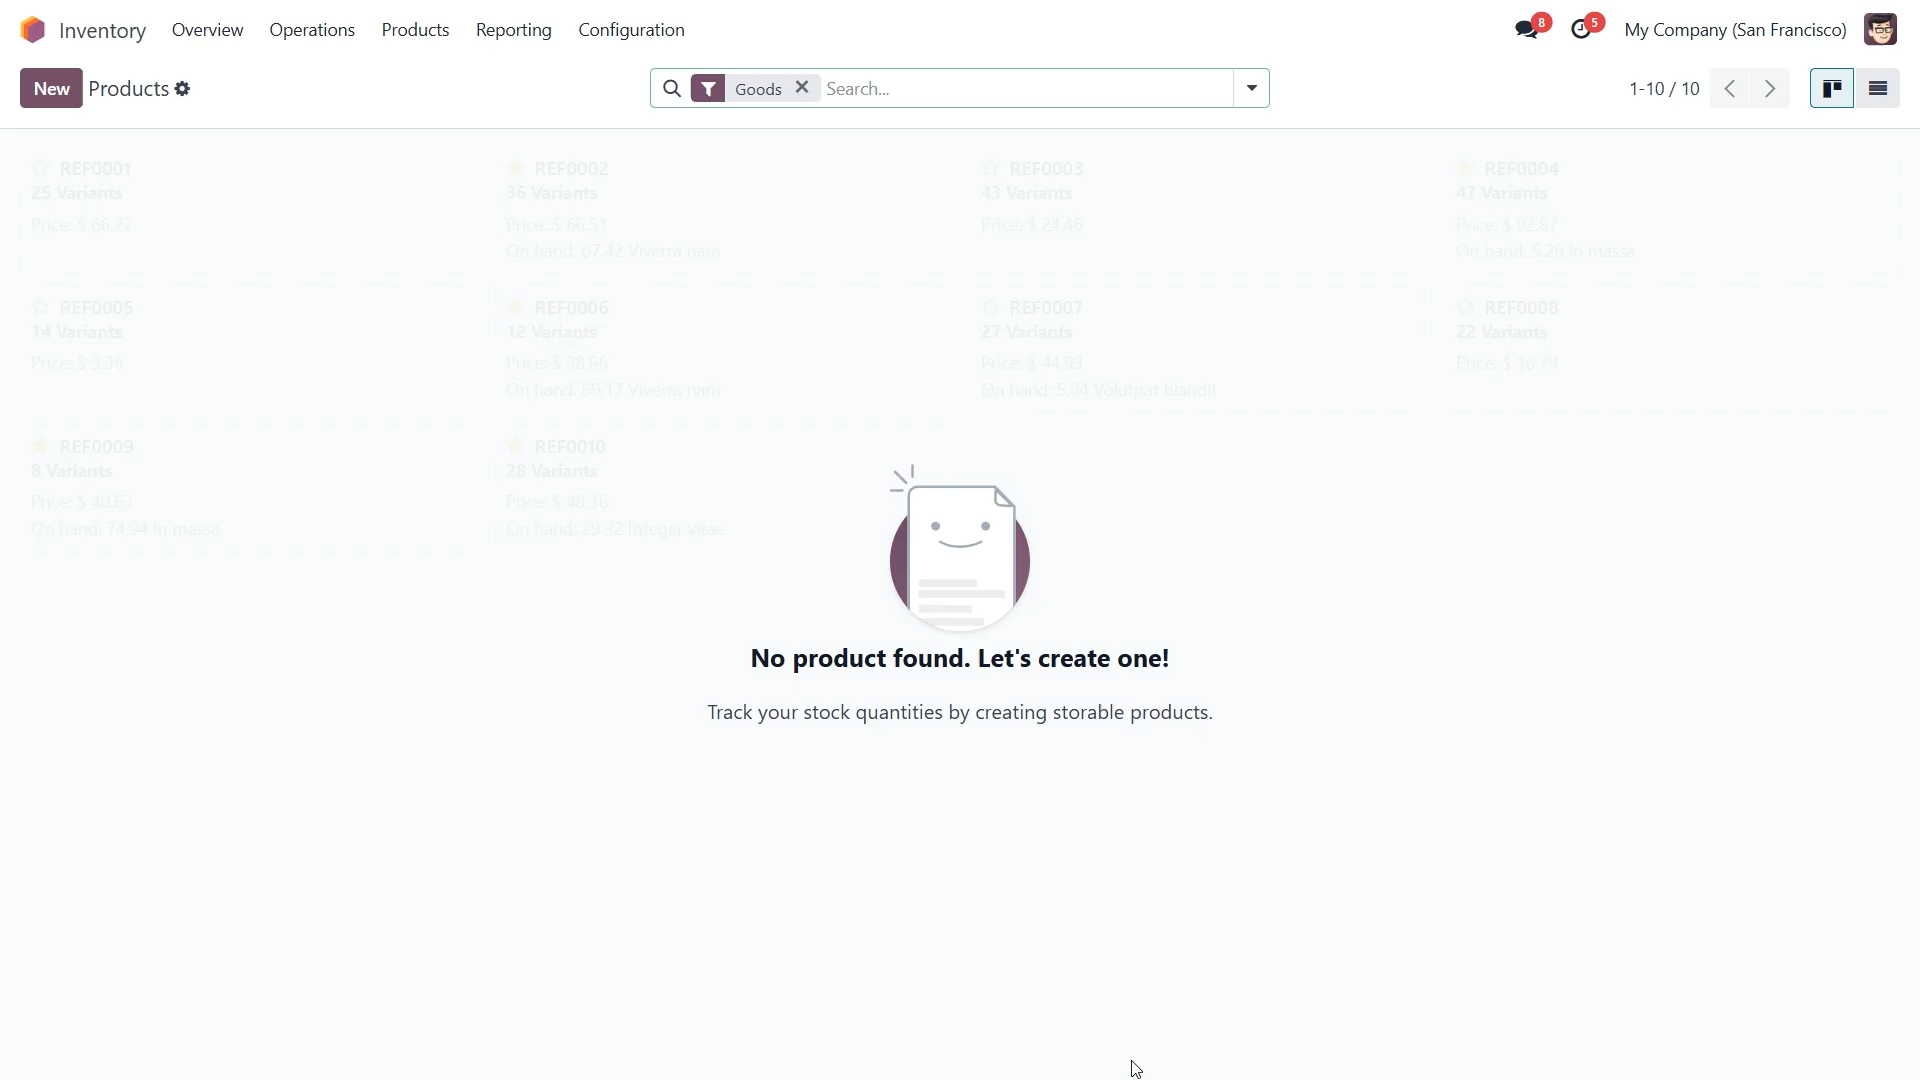 Inventory Overview Operations Products Reporting Configuration 8 5 My Company (San Francisco)
New Products Goods Search... 1-10 / 10
REF0001 REF0002 REF0003 REF0004
25 Variants 36 Variants 43 Variants 47 Variants
Price: $ 66.27 Price: $ 66.51 Price: $ 24.46 Price: $ 92.87
On hand: 67.42 Viverra nam On hand: 5.26 In massa
REF0005 REF0006 REF0007 REF0008
14 Variants 12 Variants 27 Variants 22 Variants
Price: $ 3.36 Price: $ 38.66 Price: $ 44.93 Price: $ 16.79
On hand: 69.17 Viverra nam On hand: 5.84 Volutpat blandit
REF0009 REF0010
8 Variants 28 Variants
Price: $ 40.63 Price: $ 48.36
On hand: 74.94 In massa On hand: 29.32 Integer vitae
No product found. Let's create one!
Track your stock quantities by creating storable products.